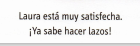 Laura está muy satisfecha.
¡Ya sabe hacer lazos!